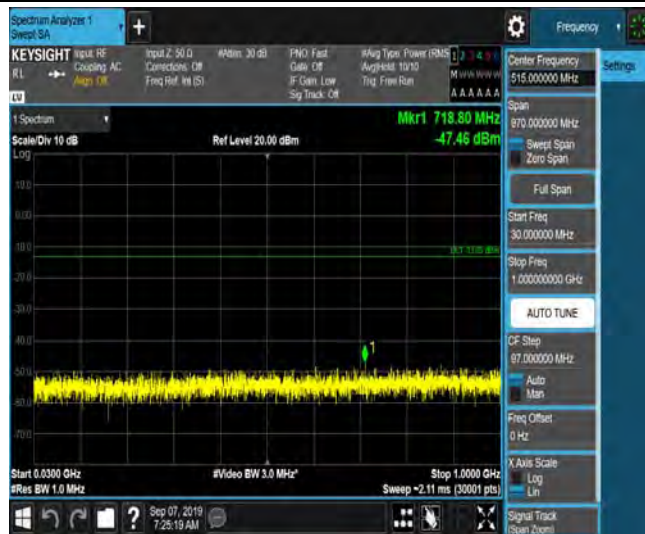 Spectrum Analyzer 1
Swept SA
+
Frequency
KEYSIGHT
Input: RF
Input Z: 50 Ω
#Atten: 30 dB
PNO: Fast
#Avg Type: Power (RMS
1 2 3 4 5 6
RL
Coupling: AC
Corrections: Off
Gate: Off
Avg|Hold: 10/10
M W W W W W
Align: Off
Freq Ref: Int (S)
IF Gain: Low
Trig: Free Run
Sig Track: Off
A A A A A A
LV
Center Frequency
515.000000 MHz
Settings
1 Spectrum
Mkr1 718.80 MHz
Scale/Div 10 dB
Ref Level 20.00 dBm
-47.46 dBm
Log
Span
970.000000 MHz
Swept Span
Zero Span
Full Span
Start Freq
30.000000 MHz
Stop Freq
1.000000000 GHz
AUTO TUNE
CF Step
97.000000 MHz
Auto
Man
Freq Offset
0 Hz
X Axis Scale
Log
Lin
Signal Track
(Span Zoom)
10.0
0.00
-10.0
DL1 -13.00 dBm
-20.0
-30.0
-40.0
1
-50.0
-60.0
-70.0
Start 0.0300 GHz
#Video BW 3.0 MHz*
Stop 1.0000 GHz
#Res BW 1.0 MHz
Sweep ~2.11 ms (30001 pts)
?
Sep 07, 2019
7:25:19 AM